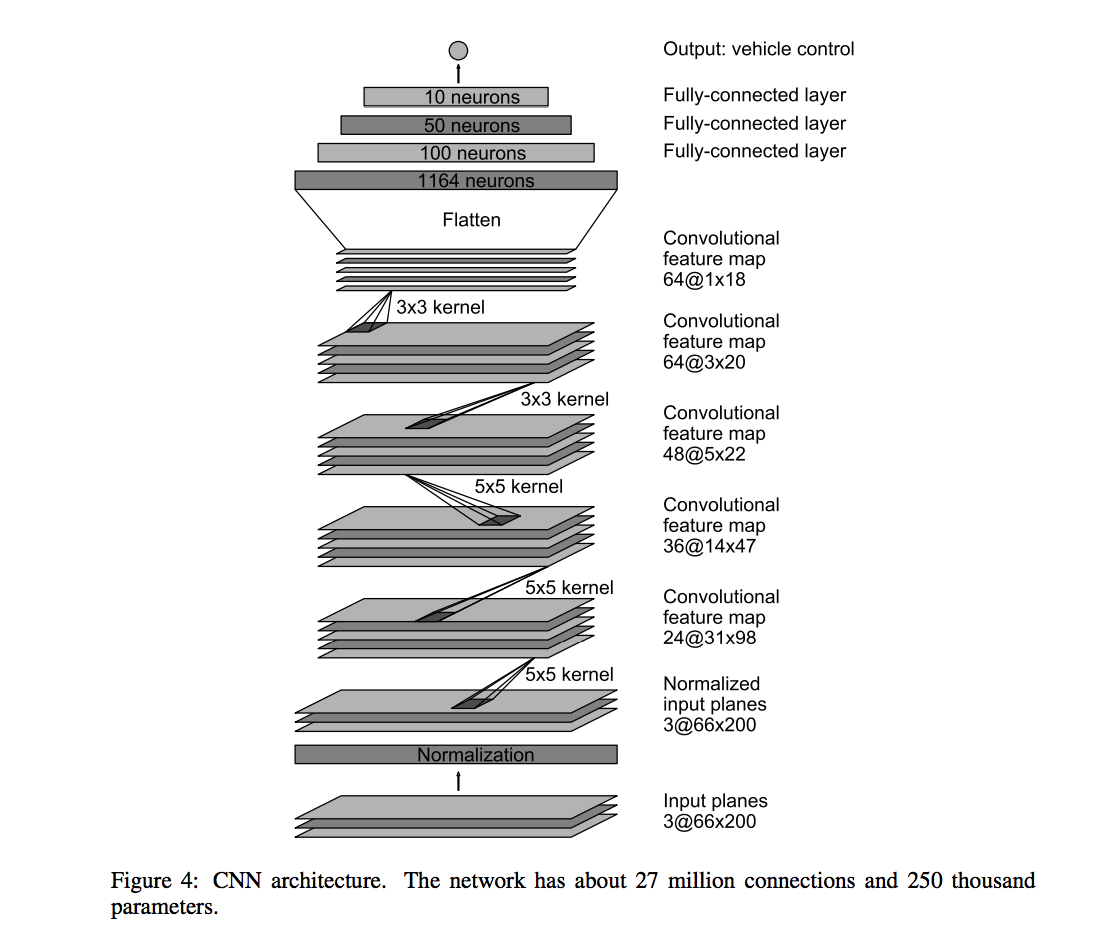 Output: vehicle control
10 neurons
Fully-connected layer
50 neurons
Fully-connected layer
100 neurons
Fully-connected layer
1164 neurons
Flatten
Convolutional
feature map
64@1x18
3x3 kernel
Convolutional
feature map
64@3x20
3x3 kernel
Convolutional
feature map
48@5x22
5x5 kernel
Convolutional
feature map
36@14x47
5x5 kernel
Convolutional
feature map
24@31x98
5x5 kernel
Normalized
input planes
3@66x200
Normalization
Input planes
3@66x200
Figure 4: CNN architecture. The network has about 27 million connections and 250 thousand
parameters.